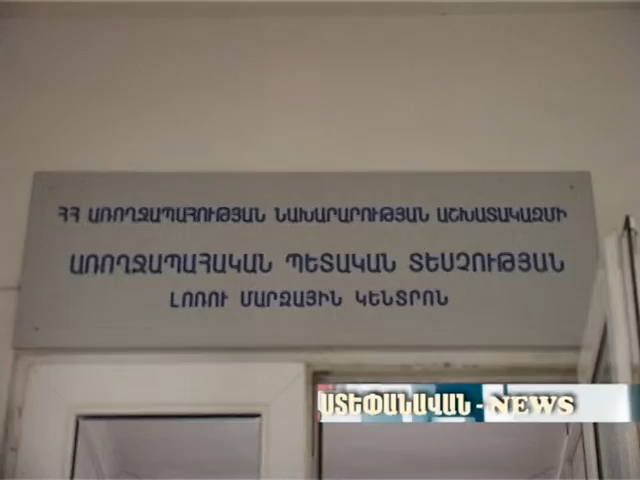 ՀՀ ԱՌՈՂՋԱՊԱՀՈՒԹՅԱՆ ՆԱԽԱՐԱՐՈՒԹՅԱՆ ԱՇԽԱՏԱԿԱԶՄԻ
ԱՌՈՂՋԱՊԱՀԱԿԱՆ ՊԵՏԱԿԱՆ ՏԵՍՉՈՒԹՅԱՆ
ԼՈՌՈՒ ՄԱՐԶԱՅԻՆ ԿԵՆՏՐՈՆ
ՍՏԵՓԱՆԱՎԱՆ - NEWS